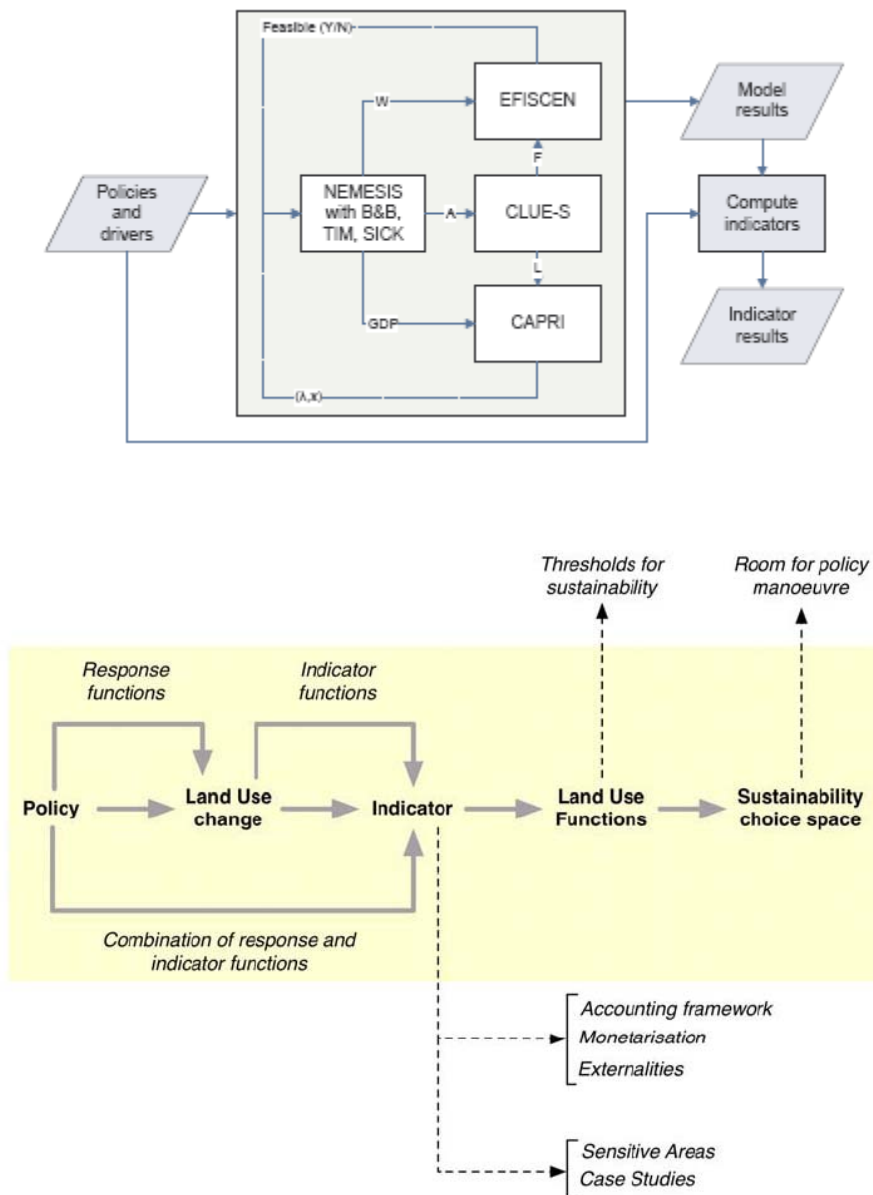 Feasible (Y/N)
W
EFISCEN
Model
results
F
Policies
and
drivers
NEMESIS
with B&B,
TIM, SICK
A
CLUE-S
Compute
indicators
L
GDP
CAPRI
Indicator
results
(λ,x)
Thresholds for
sustainability
Room for policy
manoeuvre
Response
functions
Indicator
functions
Policy
Land Use
change
Indicator
Land Use
Functions
Sustainability
choice space
Combination of response and
indicator functions
Accounting framework
Monetarisation
Externalities
Sensitive Areas
Case Studies